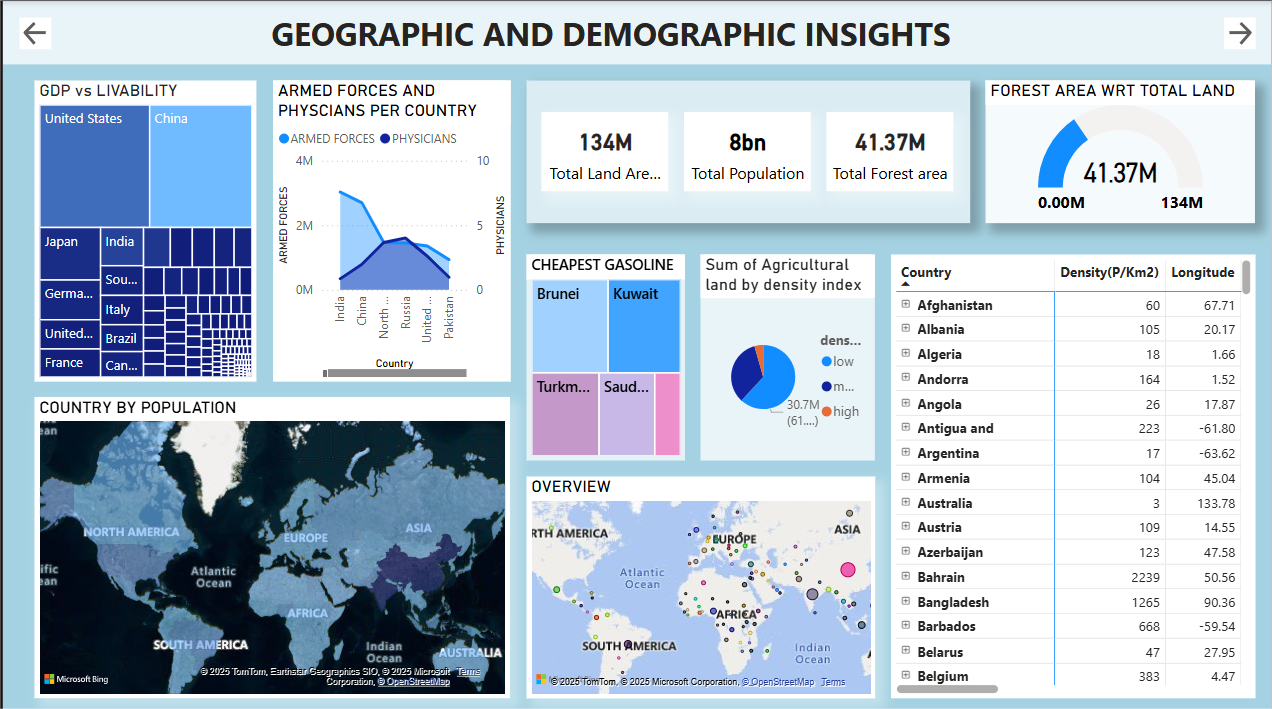 GEOGRAPHIC AND DEMOGRAPHIC INSIGHTS
GDP vs LIVABILITY
United States
China
Japan
India
Germa...
Sou...
Italy
United...
Brazil
France
Can...
ARMED FORCES AND
PHYSCIANS PER COUNTRY
ARMED FORCES
PHYSICIANS
4M
10
2M
5
0M
0
ARMED FORCES
PHYSICIANS
India
China
North ...
Russia
United ...
Pakistan
Country
134M
Total Land Are...
8bn
Total Population
41.37M
Total Forest area
FOREST AREA WRT TOTAL LAND
41.37M
0.00M
134M
CHEAPEST GASOLINE
Brunei
Kuwait
Turkm...
Saud...
Sum of Agricultural
land by density index
dens...
low
m...
high
30.7M
(61....)
Country Density(P/Km2) Longitude
Afghanistan 60 67.71
Albania 105 20.17
Algeria 18 1.66
Andorra 164 1.52
Angola 26 17.87
Antigua and 223 -61.80
Argentina 17 -63.62
Armenia 104 45.04
Australia 3 133.78
Austria 109 14.55
Azerbaijan 123 47.58
Bahrain 2239 50.56
Bangladesh 1265 90.36
Barbados 668 -59.54
Belarus 47 27.95
Belgium 383 4.47
COUNTRY BY POPULATION
ean
NORTH AMERICA
EUROPE
ASIA
ific
ean
Atlantic
Ocean
AFRICA
SOUTH AMERICA
Indian
Ocean
AUSTRALIA
Microsoft Bing
© 2025 TomTom, Earthstar Geographics SIO, © 2025 Microsoft
Corporation, © OpenStreetMap
Terms
OVERVIEW
RTH AMERICA
EUROPE
ASIA
Atlantic
Ocean
AFRICA
SOUTH AMERICA
Indian
Ocean
© 2025 TomTom, © 2025 Microsoft Corporation, © OpenStreetMap Terms